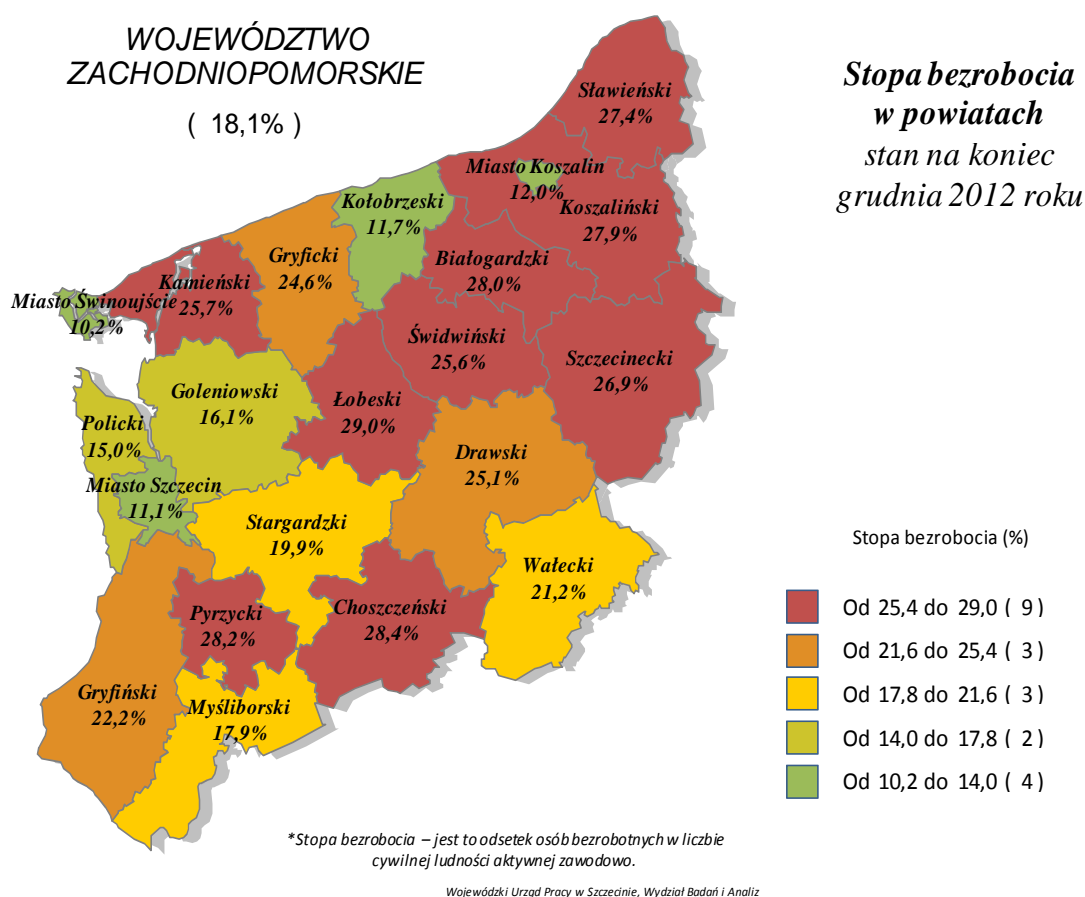 WOJEWÓDZTWO
ZACHODNIOPOMORSKIE
( 18,1% )
Stopa bezrobocia
w powiatach
stan na koniec
grudnia 2012 roku
Sławieński
27,4%
Miasto Koszalin
12,0%
Koszaliński
27,9%
Kołobrzeski
11,7%
Białogardzki
28,0%
Gryficki
24,6%
Kamieński
25,7%
Miasto Świnoujście
10,2%
Świdwiński
25,6%
Szczecinecki
26,9%
Goleniowski
16,1%
Łobeski
29,0%
Policki
15,0%
Drawski
25,1%
Miasto Szczecin
11,1%
Stargardzki
19,9%
Wałecki
21,2%
Pyrzycki
28,2%
Choszczeński
28,4%
Gryfiński
22,2%
Myśliborski
17,9%
Stopa bezrobocia (%)
Od 25,4 do 29,0 ( 9 )
Od 21,6 do 25,4 ( 3 )
Od 17,8 do 21,6 ( 3 )
Od 14,0 do 17,8 ( 2 )
Od 10,2 do 14,0 ( 4 )
*Stopa bezrobocia – jest to odsetek osób bezrobotnych w liczbie
cywilnej ludności aktywnej zawodowo.
Wojewódzki Urząd Pracy w Szczecinie, Wydział Badań i Analiz